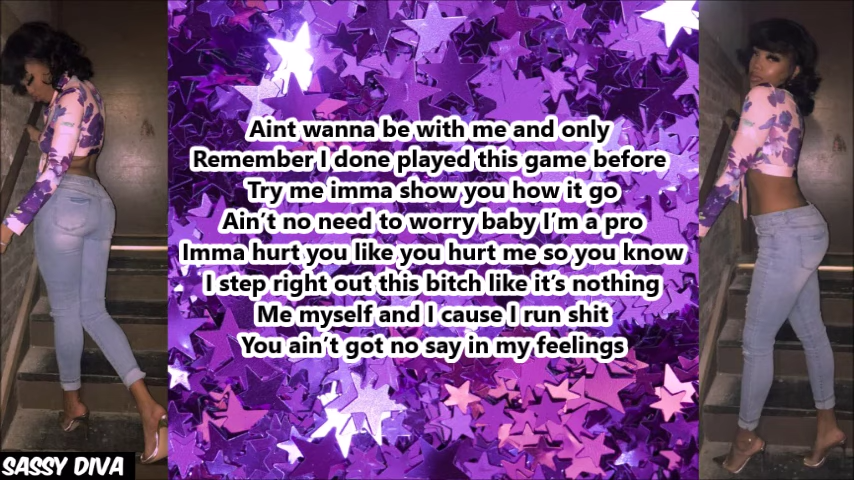 Aint wanna be with me and only
Remember I done played this game before
Try me imma show you how it go
Ain't no need to worry baby I'm a pro
Imma hurt you like you hurt me so you know
I step right out this bitch like it's nothing
Me myself and I cause I run shit
You ain't got no say in my feelings
SASSY DIVA